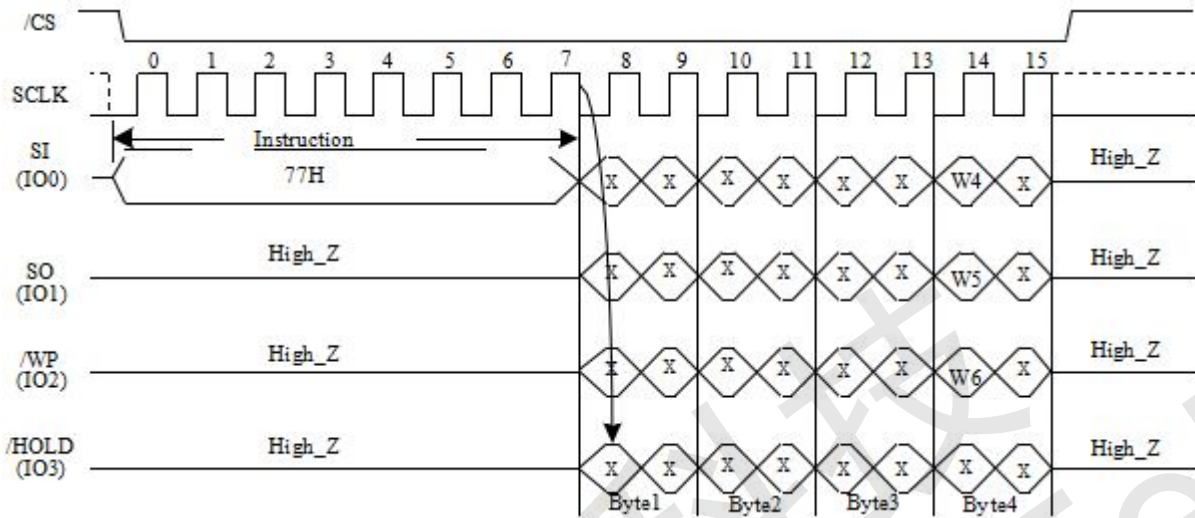 /CS
0 1 2 3 4 5 6 7 8 9 10 11 12 13 14 15
SCLK
Instruction
SI
(IO0)
77H
X X X X X X W4 X
High_Z
SO
(IO1)
High_Z
X X X X X X W5 X
High_Z
/WP
(IO2)
High_Z
X X X X X X W6 X
High_Z
/HOLD
(IO3)
High_Z
X X X X X X X X
High_Z
Byte1 Byte2 Byte3 Byte4